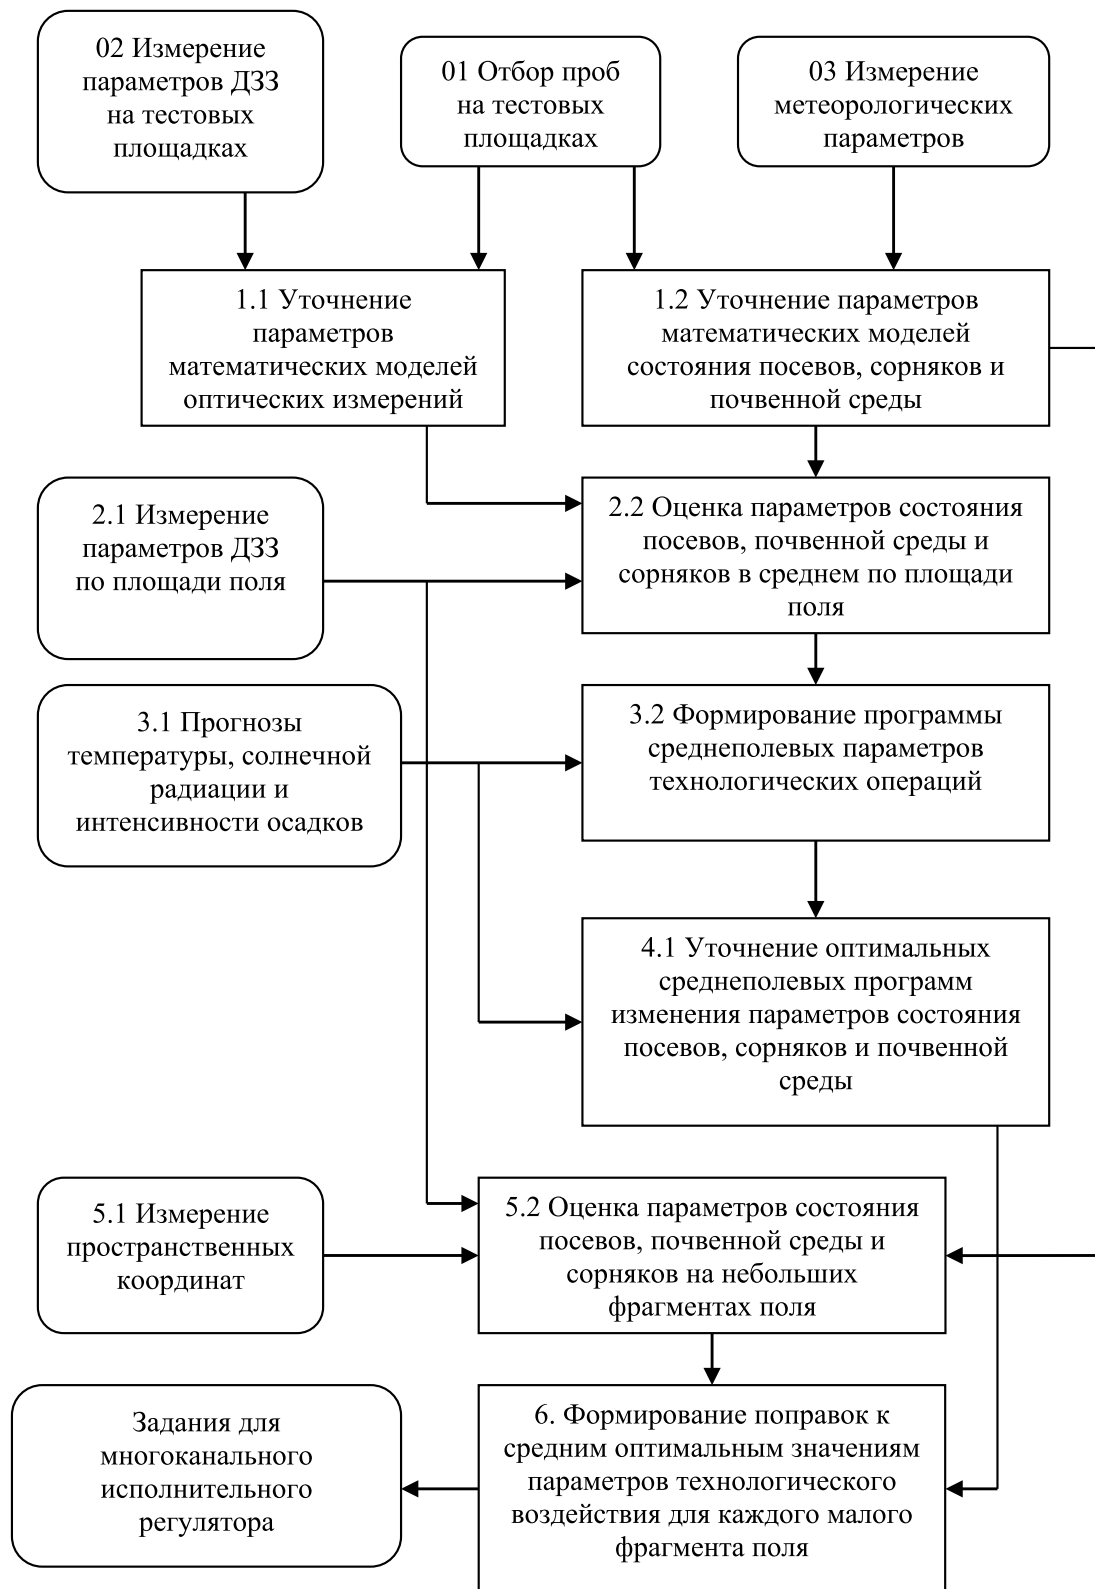 02 Измерение
параметров ДЗЗ
на тестовых
площадках
01 Отбор проб
на тестовых
площадках
03 Измерение
метеорологических
параметров
1.1 Уточнение
параметров
математических моделей
оптических измерений
1.2 Уточнение параметров
математических моделей
состояния посевов, сорняков и
почвенной среды
2.1 Измерение
параметров ДЗЗ
по площади поля
2.2 Оценка параметров состояния
посевов, почвенной среды и
сорняков в среднем по площади
поля
3.1 Прогнозы
температуры, солнечной
радиации и
интенсивности осадков
3.2 Формирование программы
среднеполевых параметров
технологических операций
4.1 Уточнение оптимальных
среднеполевых программ
изменения параметров состояния
посевов, сорняков и почвенной
среды
5.1 Измерение
пространственных
координат
5.2 Оценка параметров состояния
посевов, почвенной среды и
сорняков на небольших
фрагментах поля
Задания для
многоканального
исполнительного
регулятора
6. Формирование поправок к
средним оптимальным значениям
параметров технологического
воздействия для каждого малого
фрагмента поля